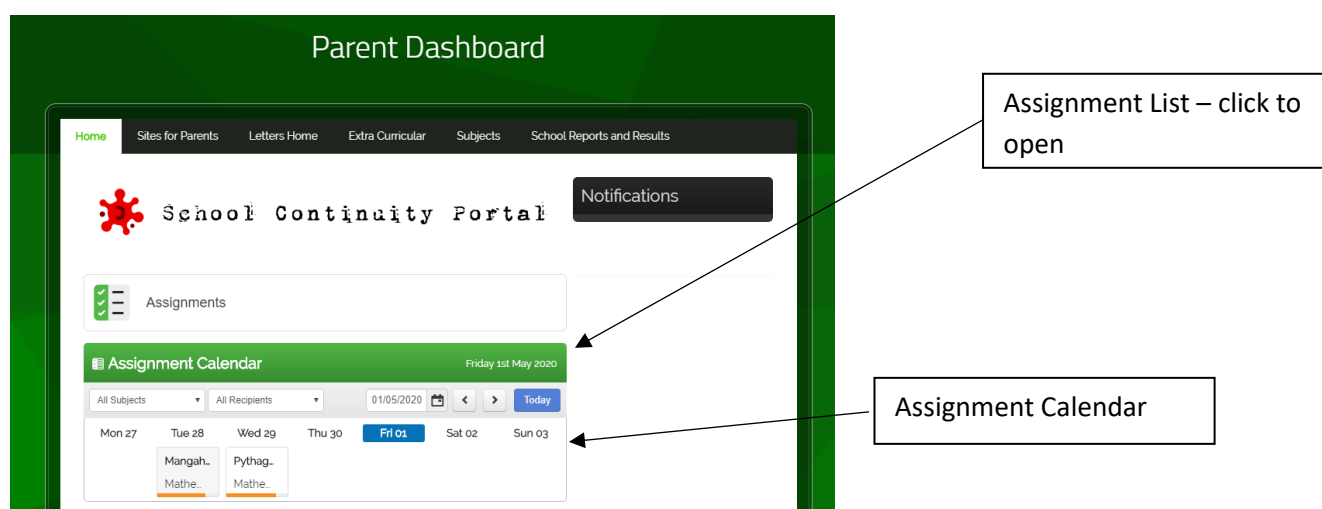 Parent Dashboard
Assignment List – click to
open
Home Sites for Parents Letters Home Extra Curricular Subjects School Reports and Results
School Continuity Portal
Notifications
Assignments
Assignment Calendar Friday 1st May 2020
All Subjects All Recipients 01/05/2020 < > Today
Assignment Calendar
Mon 27 Tue 28 Wed 29 Thu 30 Fri 01 Sat 02 Sun 03
Mangah... Pythag...
Mathe... Mathe...